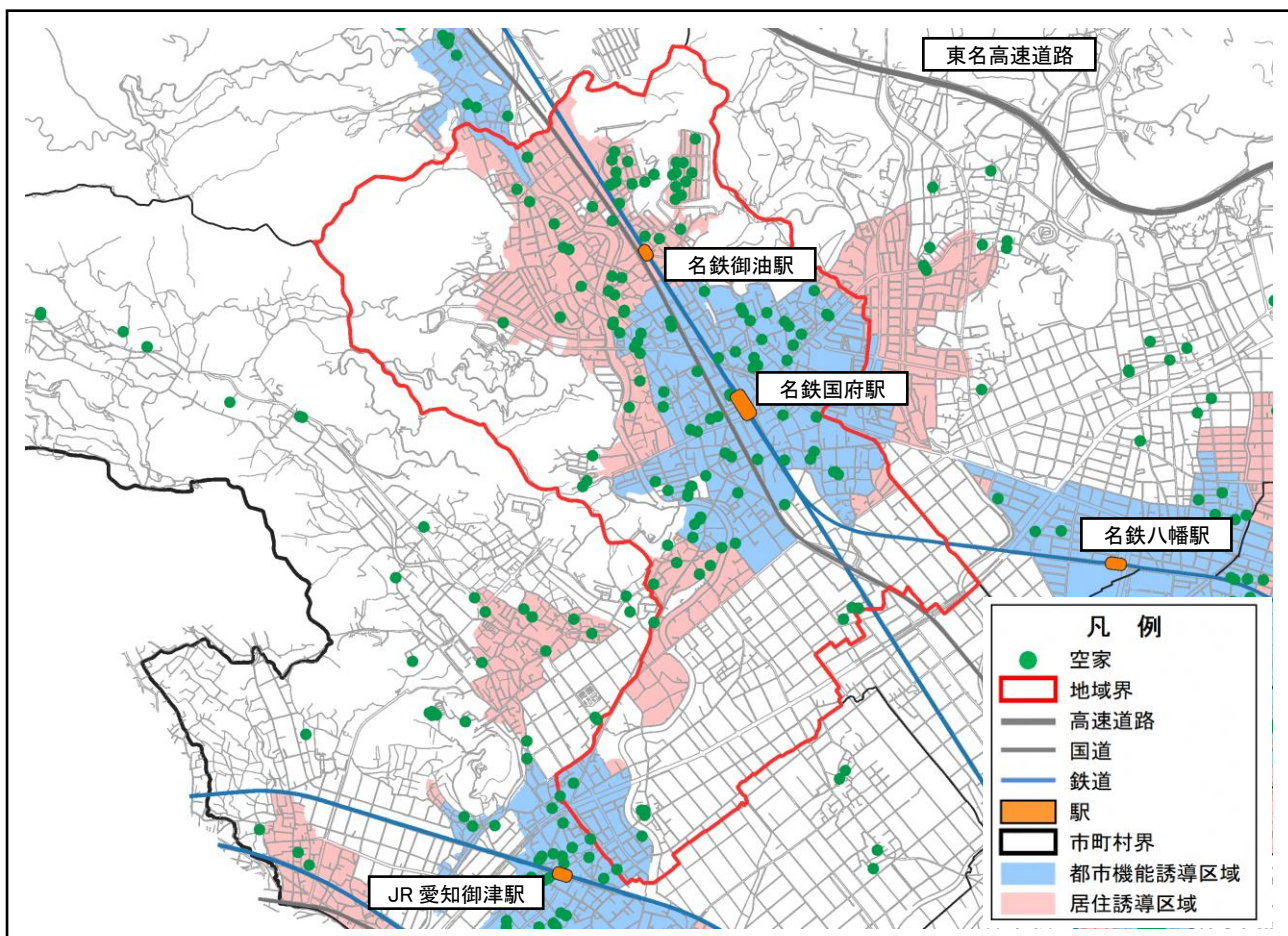 東名高速道路
名鉄御油駅
名鉄国府駅
名鉄八幡駅
JR 愛知御津駅
凡 例
空家
地域界
高速道路
国道
鉄道
駅
市町村界
都市機能誘導区域
居住誘導区域